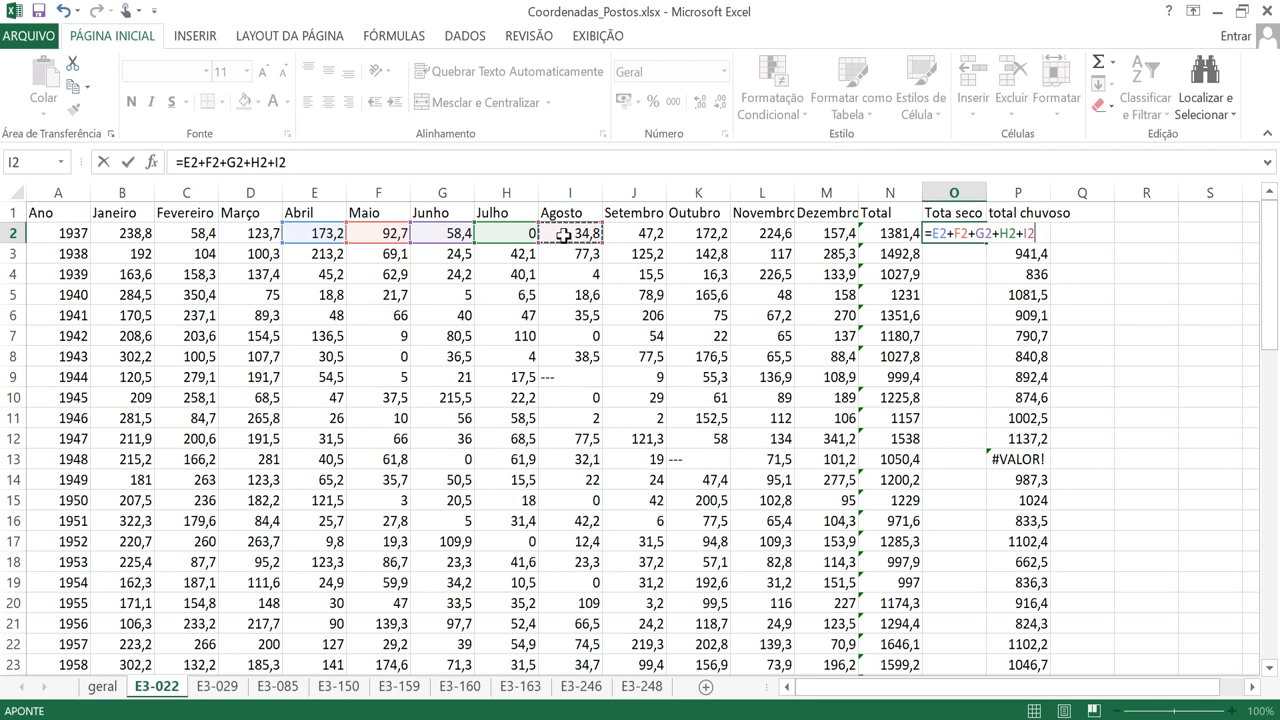 Coordenadas_Postos.xlsx - Microsoft Excel
ARQUIVO PÁGINA INICIAL INSERIR LAYOUT DA PÁGINA FÓRMULAS DADOS REVISÃO EXIBIÇÃO Entrar
Colar 11 Quebrar Texto Automaticamente Geral Formatação Condicional Formatar como Tabela Estilos de Célula Inserir Excluir Formatar Classificar e Filtrar Localizar e Selecionar
N I S Mesclar e Centralizar % 000
Área de Transferência Fonte Alinhamento Número Estilo Células Edição
I2 =E2+F2+G2+H2+I2
A B C D E F G H I J K L M N O P Q R S
1 Ano Janeiro Fevereiro Março Abril Maio Junho Julho Agosto Setembro Outubro Novembro Dezembro Total Tota seco total chuvoso
2 1937 238,8 58,4 123,7 173,2 92,7 58,4 0 34,8 47,2 172,2 224,6 157,4 1381,4 =E2+F2+G2+H2+I2
3 1938 192 104 100,3 213,2 69,1 24,5 42,1 77,3 125,2 142,8 117 285,3 1492,8 941,4
4 1939 163,6 158,3 137,4 45,2 62,9 24,2 40,1 4 15,5 16,3 226,5 133,9 1027,9 836
5 1940 284,5 350,4 75 18,8 21,7 5 6,5 18,6 78,9 165,6 48 158 1231 1081,5
6 1941 170,5 237,1 89,3 48 66 40 47 35,5 206 75 67,2 270 1351,6 909,1
7 1942 208,6 203,6 154,5 136,5 9 80,5 110 0 54 22 65 137 1180,7 790,7
8 1943 302,2 100,5 107,7 30,5 0 36,5 4 38,5 77,5 176,5 65,5 88,4 1027,8 840,8
9 1944 120,5 279,1 191,7 54,5 5 21 17,5 --- 9 55,3 136,9 108,9 999,4 892,4
10 1945 209 258,1 68,5 47 37,5 215,5 22,2 0 29 61 89 189 1225,8 874,6
11 1946 281,5 84,7 265,8 26 10 56 58,5 2 2 152,5 112 106 1157 1002,5
12 1947 211,9 200,6 191,5 31,5 66 36 68,5 77,5 121,3 58 134 341,2 1538 1137,2
13 1948 215,2 166,2 281 40,5 61,8 0 61,9 32,1 19 --- 71,5 101,2 1050,4 #VALOR!
14 1949 181 263 123,3 65,2 35,7 50,5 15,5 22 24 47,4 95,1 277,5 1200,2 987,3
15 1950 207,5 236 182,2 121,5 3 20,5 18 0 42 200,5 102,8 95 1229 1024
16 1951 322,3 179,6 84,4 25,7 27,8 5 31,4 42,2 6 77,5 65,4 104,3 971,6 833,5
17 1952 220,7 260 263,7 9,8 19,3 109,9 0 12,4 31,5 94,8 109,3 153,9 1285,3 1102,4
18 1953 225,4 87,7 95,2 123,3 86,7 23,3 41,6 23,3 37,2 57,1 82,8 114,3 997,9 662,5
19 1954 162,3 187,1 111,6 24,9 59,9 34,2 10,5 0 31,2 192,6 31,2 151,5 997 836,3
20 1955 171,1 154,8 148 30 47 33,5 35,2 109 3,2 99,5 116 227 1174,3 916,4
21 1956 106,3 233,2 217,7 90 139,3 97,7 52,4 66,5 24,2 118,7 24,9 123,5 1294,4 824,3
22 1957 223,2 266 200 127 29,2 39 54,9 74,5 219,3 202,8 139,3 70,9 1646,1 1102,2
23 1958 302,2 132,2 185,3 141 174,6 71,3 31,5 34,7 99,4 156,9 73,9 196,2 1599,2 1046,7
geral E3-022 E3-029 E3-085 E3-150 E3-159 E3-160 E3-163 E3-246 E3-248
APONTE 100%